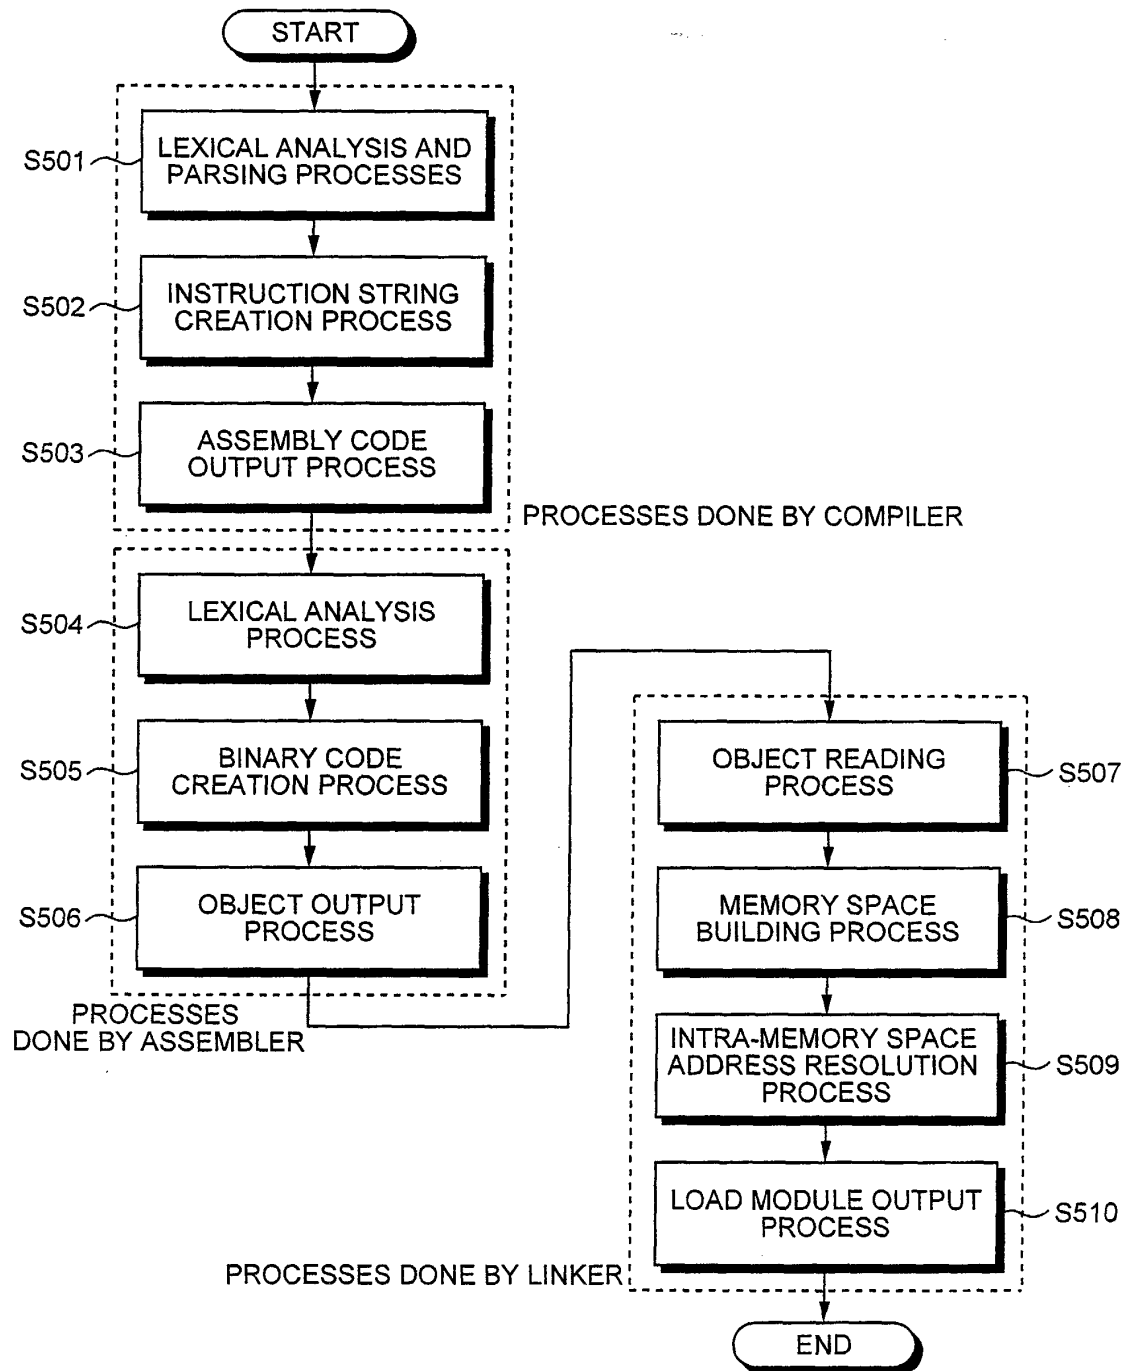 START
S501
LEXICAL ANALYSIS AND
PARSING PROCESSES
S502
INSTRUCTION STRING
CREATION PROCESS
S503
ASSEMBLY CODE
OUTPUT PROCESS
PROCESSES DONE BY COMPILER
S504
LEXICAL ANALYSIS
PROCESS
S505
BINARY CODE
CREATION PROCESS
S506
OBJECT OUTPUT
PROCESS
PROCESSES
DONE BY ASSEMBLER
OBJECT READING
PROCESS
S507
MEMORY SPACE
BUILDING PROCESS
S508
INTRA-MEMORY SPACE
ADDRESS RESOLUTION
PROCESS
S509
LOAD MODULE OUTPUT
PROCESS
S510
PROCESSES DONE BY LINKER
END